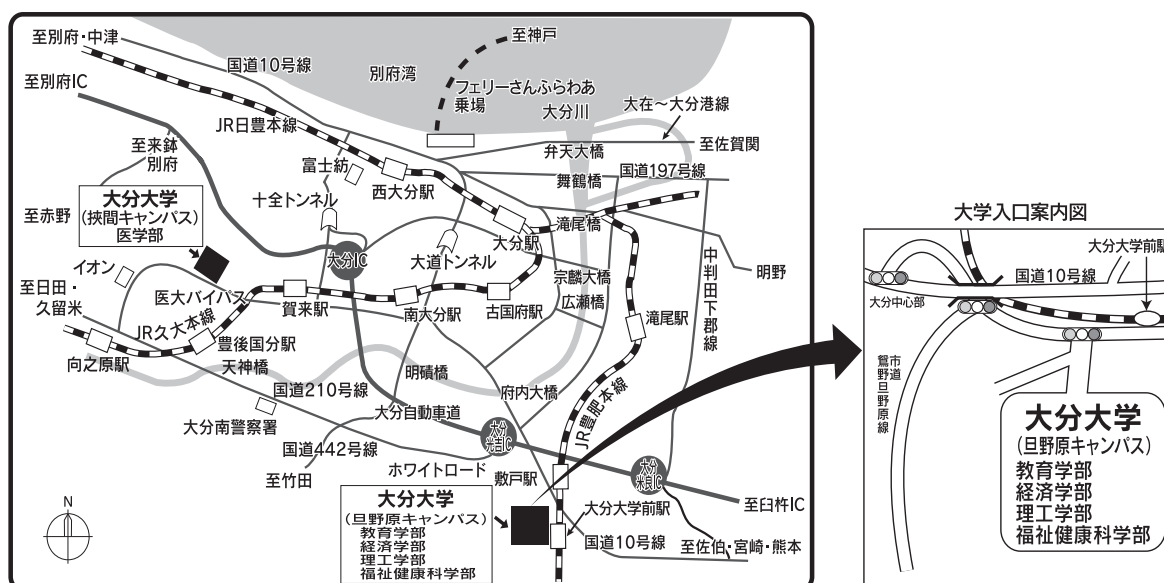 至別府・中津
国道10号線
至神戸
別府湾
フェリーさんふらわあ
乗場
至別府IC
大分川
大在～大分港線
JR日豊本線
至佐賀関
至来鉢
別府
弁天大橋
富士紡
国道197号線
舞鶴橋
西大分駅
大分大学
(挾間キャンパス)
医学部
十全トンネル
至赤野
滝尾橋
大分駅
大分IC
大道トンネル
中判田下郡線
宗麟大橋
明野
イオン
至日田・
久留米
医大バイパス
広瀬橋
賀来駅
南大分駅
古国府駅
滝尾駅
JR久大本線
豊後国分駅
向之原駅
天神橋
明磧橋
国道210号線
府内大橋
JR豊肥本線
大分自動車道
大分南警察署
大分
光吉IC
国道442号線
ホワイトロード
至竹田
敷戸駅
大分
米良IC
大分大学
(旦野原キャンパス)
教育学部
経済学部
理工学部
福祉健康科学部
大分大学前駅
至臼杵IC
国道10号線
至佐伯・宮崎・熊本
N
大学入口案内図
大分大学前駅
国道10号線
大分中心部
市道
鴛野旦野原線
大分大学
(旦野原キャンパス)
教育学部
経済学部
理工学部
福祉健康科学部